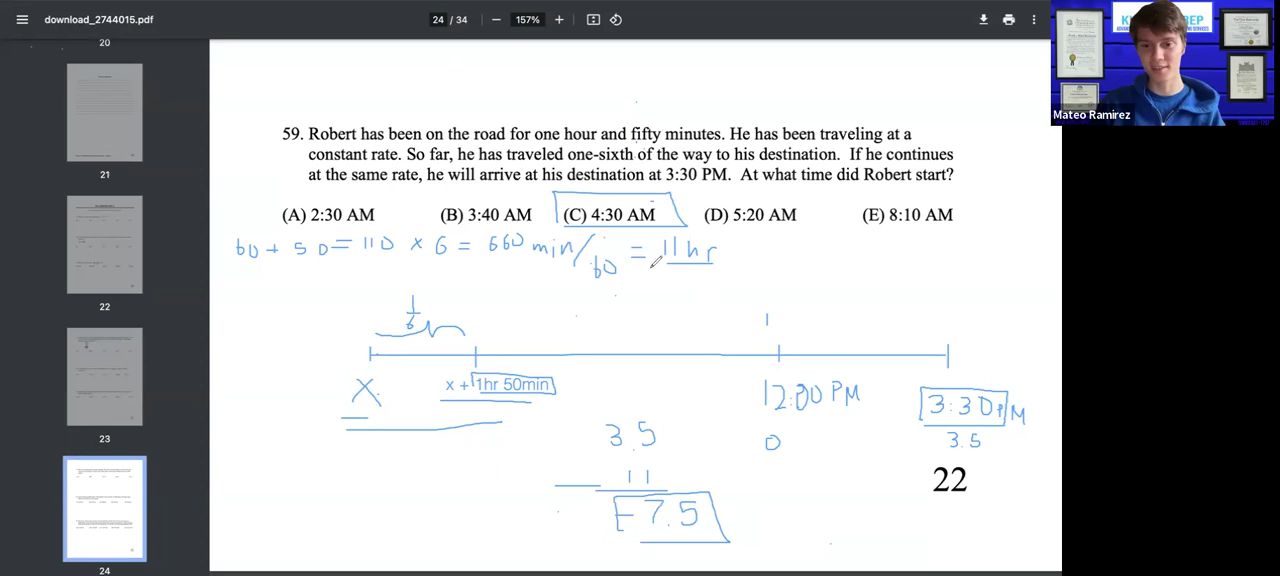 download_2744015.pdf
24 / 34
157%
20
21
22
23
24
Mateo Ramirez
59. Robert has been on the road for one hour and fifty minutes. He has been traveling at a
constant rate. So far, he has traveled one-sixth of the way to his destination. If he continues
at the same rate, he will arrive at his destination at 3:30 PM. At what time did Robert start?
(A) 2:30 AM (B) 3:40 AM (C) 4:30 AM (D) 5:20 AM (E) 8:10 AM
60 + 50 = 110 × 6 = 660 min/60 = 11 hr
1/6
X x + 1hr 50min 12:00 PM 3:30 PM
0 3.5
3.5
- 11
-7.5
22